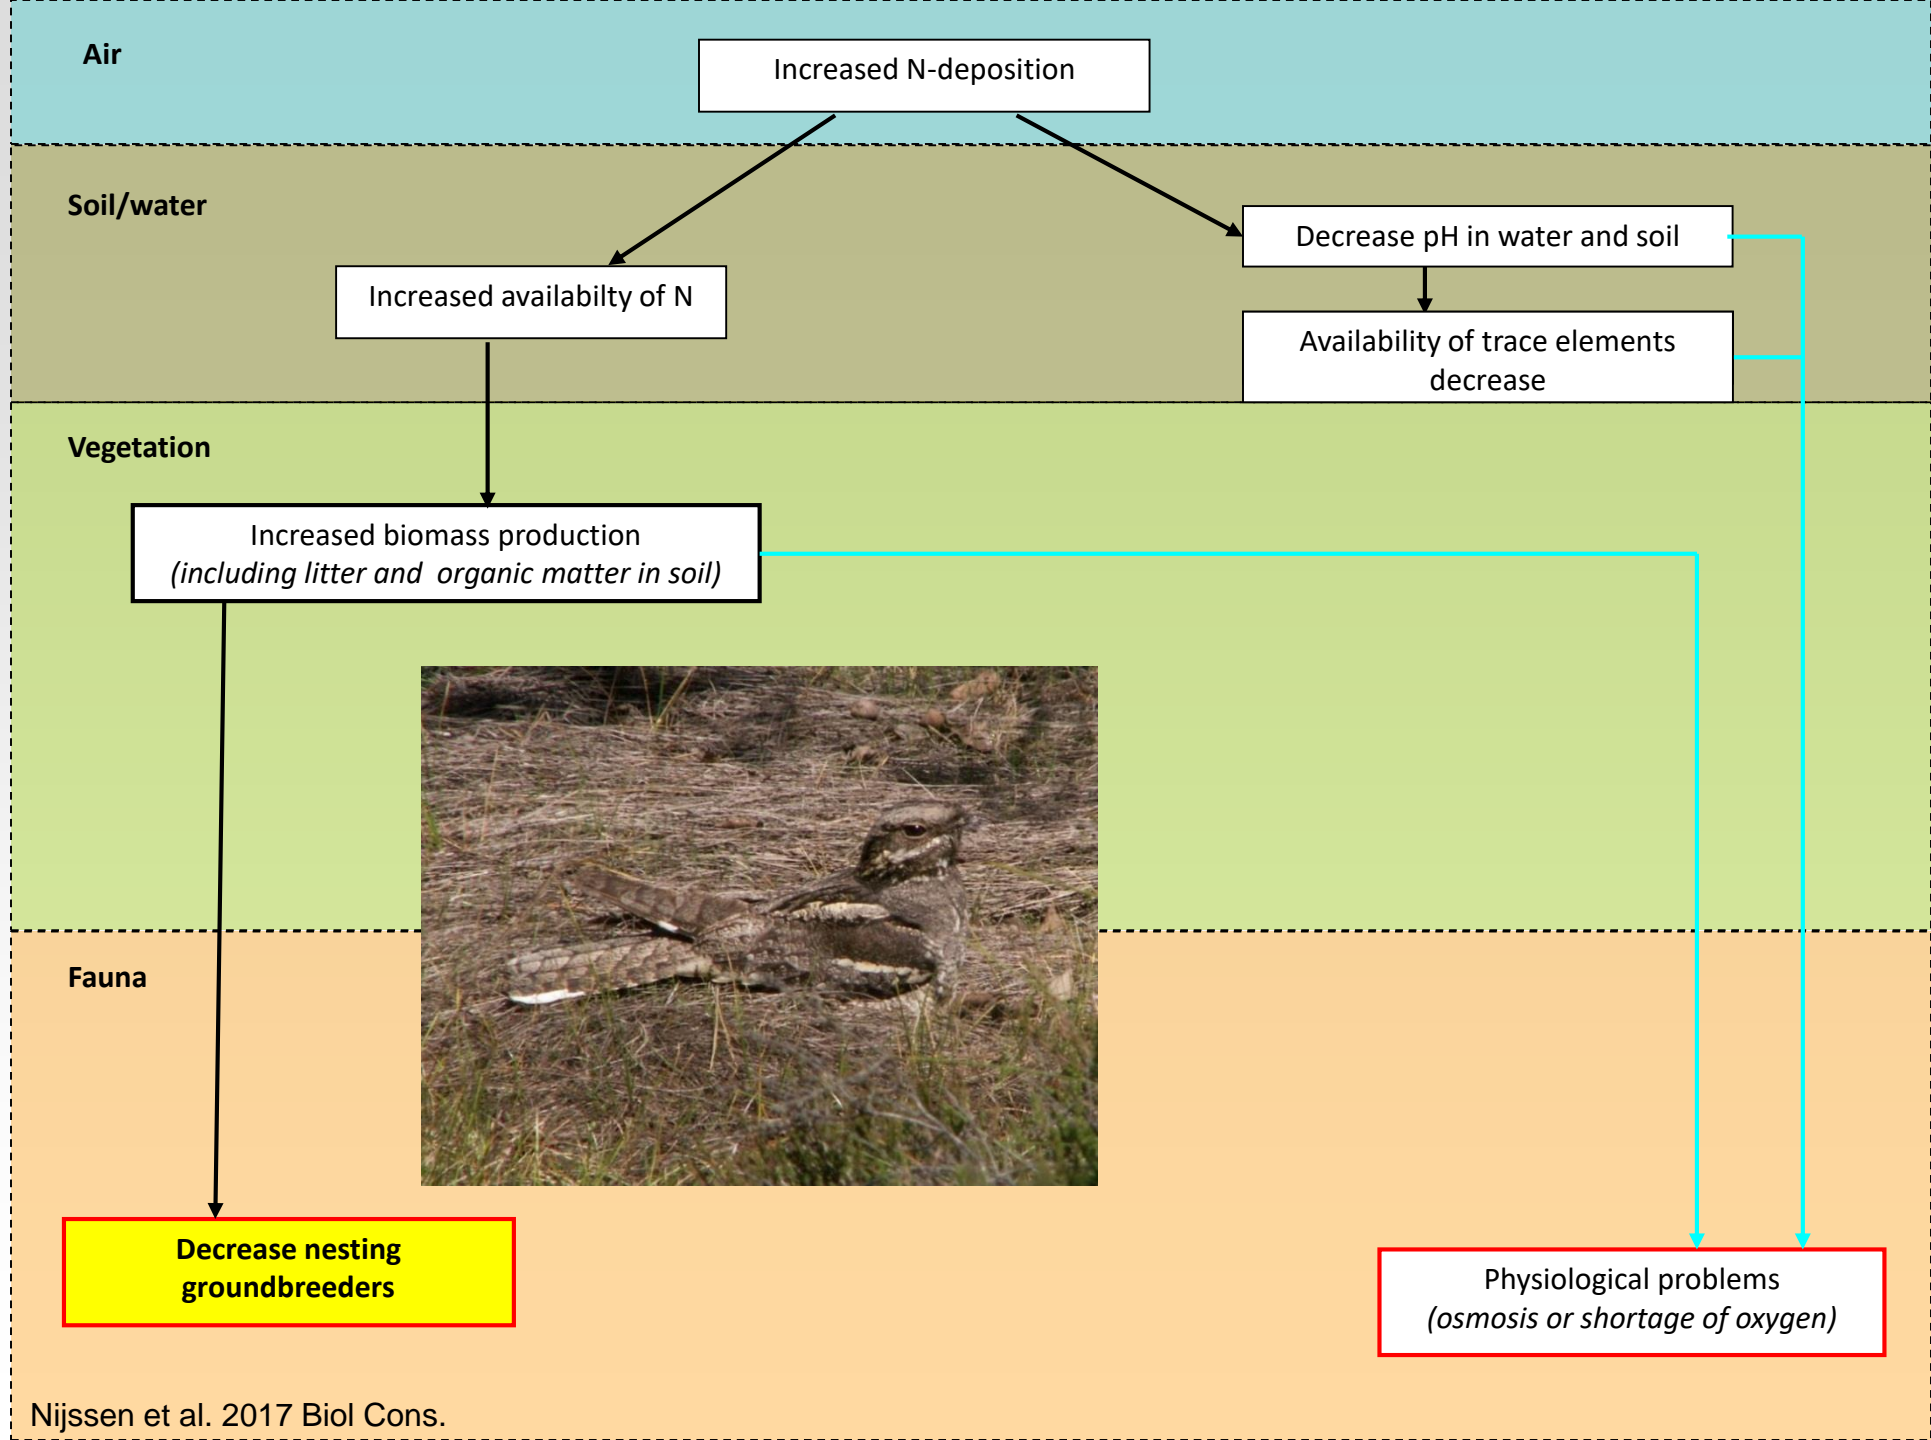 Air
Increased N-deposition
Soil/water
Decrease pH in water and soil
Increased availabilty of N
Availability of trace elements
decrease
Vegetation
Increased biomass production
(including litter and  organic matter in soil)
Fauna
Decrease nesting
groundbreeders
Physiological problems
(osmosis or shortage of oxygen)
Nijssen et al. 2017 Biol Cons.